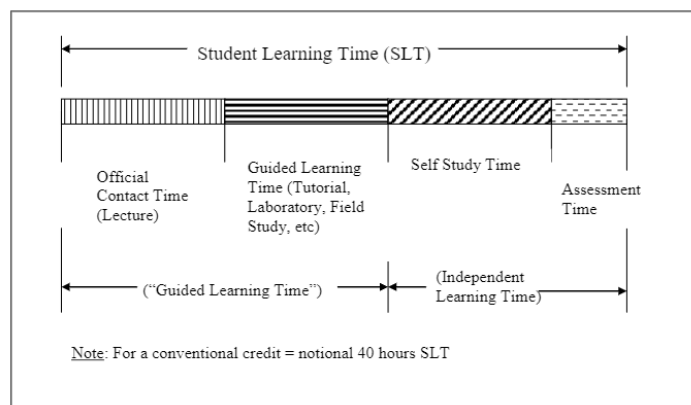 Student Learning Time (SLT)
Official
Contact Time
(Lecture)
Guided Learning
Time (Tutorial,
Laboratory, Field
Study, etc)
Self Study Time
Assessment
Time
(“Guided Learning Time”)
(Independent
Learning Time)
Note: For a conventional credit = notional 40 hours SLT